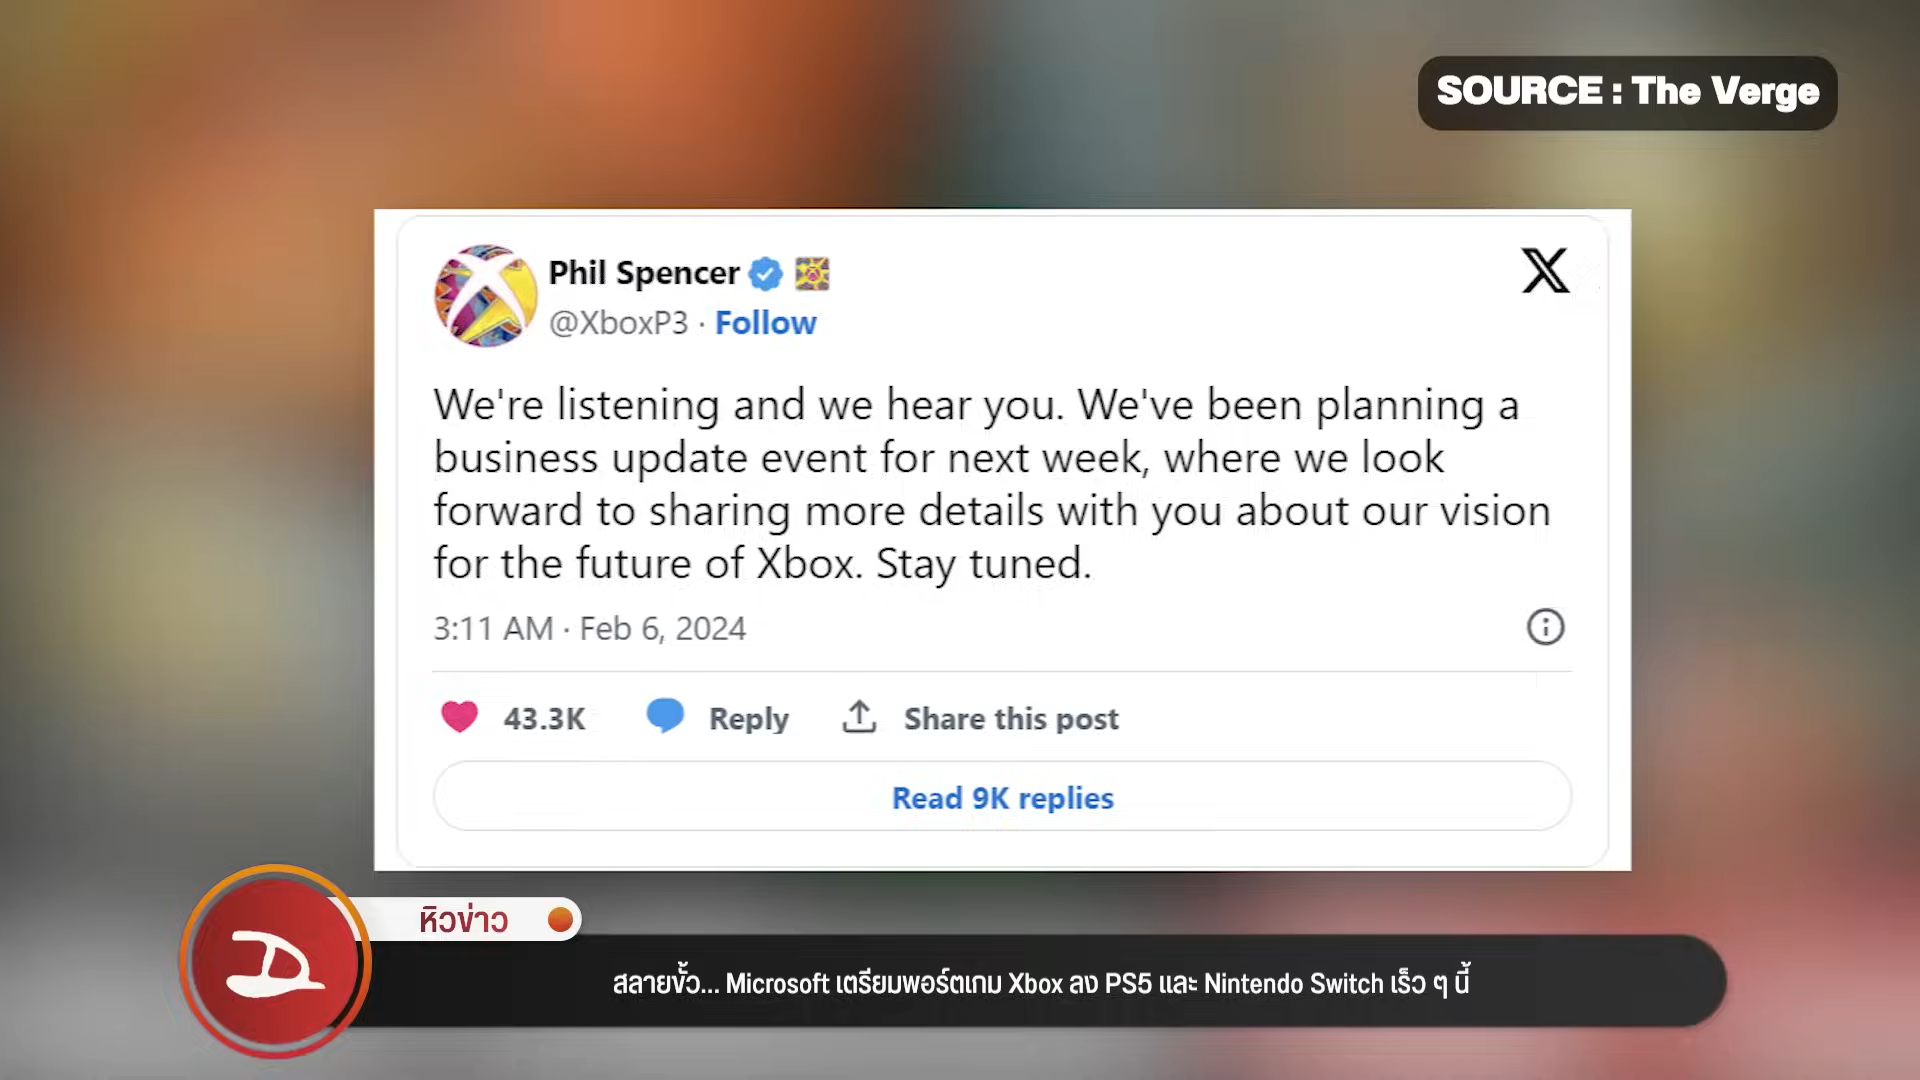 SOURCE : The Verge
Phil Spencer
@XboxP3 · Follow
We're listening and we hear you. We've been planning a
business update event for next week, where we look
forward to sharing more details with you about our vision
for the future of Xbox. Stay tuned.
3:11 AM · Feb 6, 2024
43.3K Reply Share this post
Read 9K replies
หิวข่าว
สลายขั้ว... Microsoft เตรียมพอร์ตเกม Xbox ลง PS5 และ Nintendo Switch เร็ว ๆ นี้